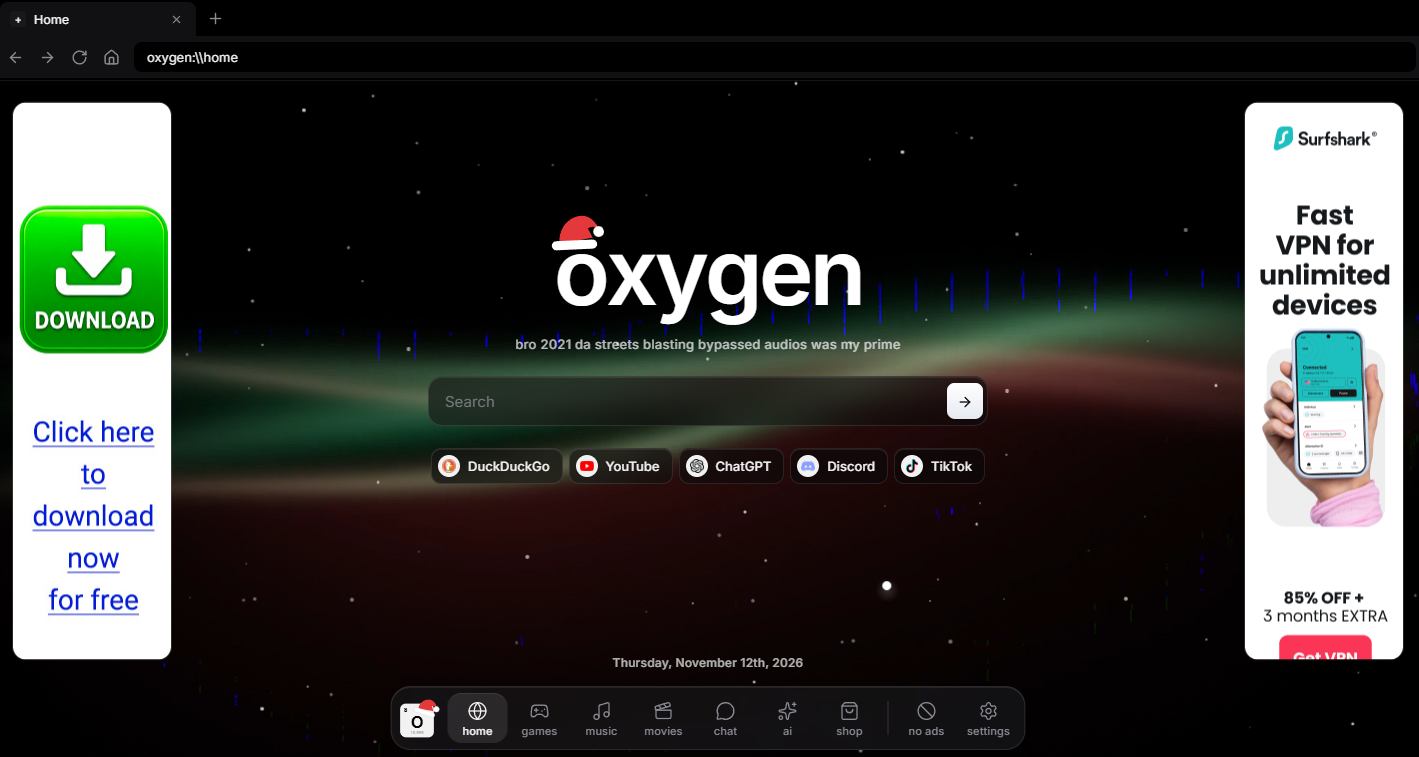 Home
oxygen:\\home
DOWNLOAD
Click here
to
download
now
for free
oxygen
bro 2021 da streets blasting bypassed audios was my prime
Search
DuckDuckGo
YouTube
ChatGPT
Discord
TikTok
Surfshark®
Fast
VPN for
unlimited
devices
Connected
85% OFF +
3 months EXTRA
Get VPN
Thursday, November 12th, 2026
O
home
games
music
movies
chat
ai
shop
no ads
settings